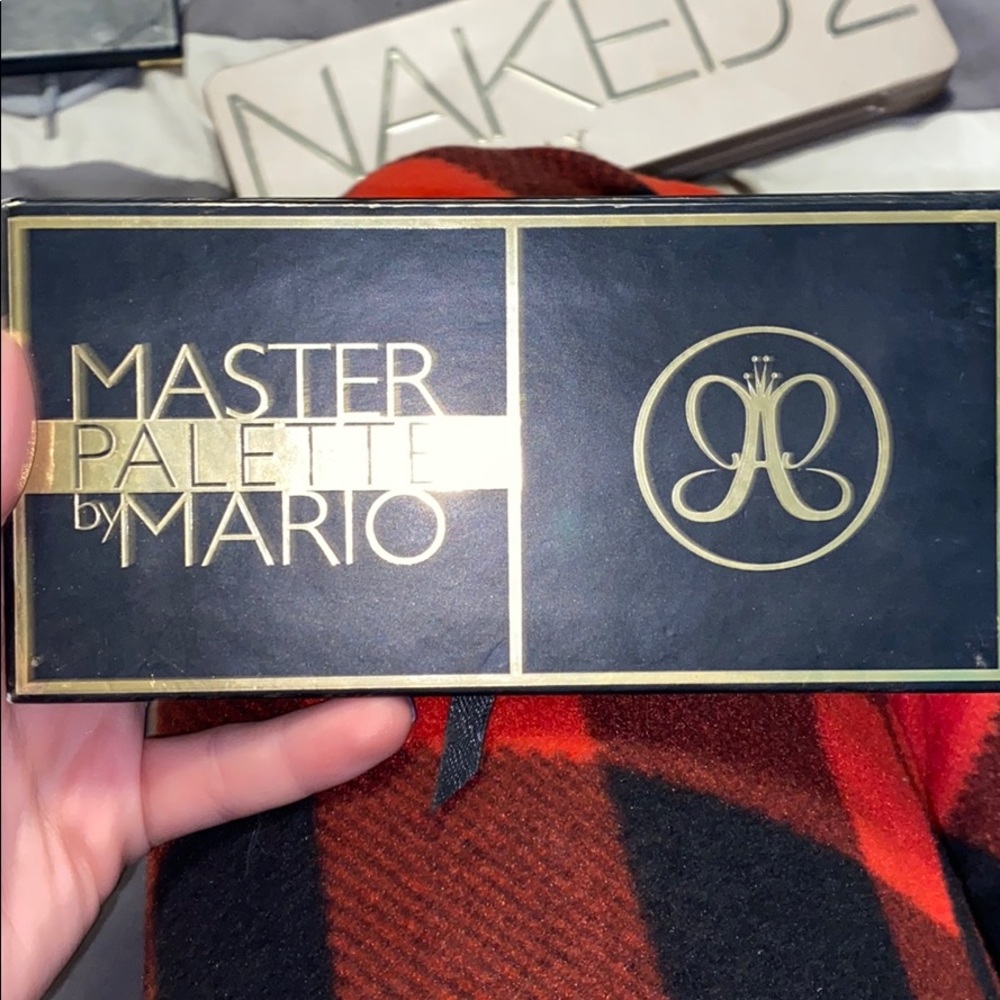 NAKED2
MASTER
PALETTE
by MARIO
A